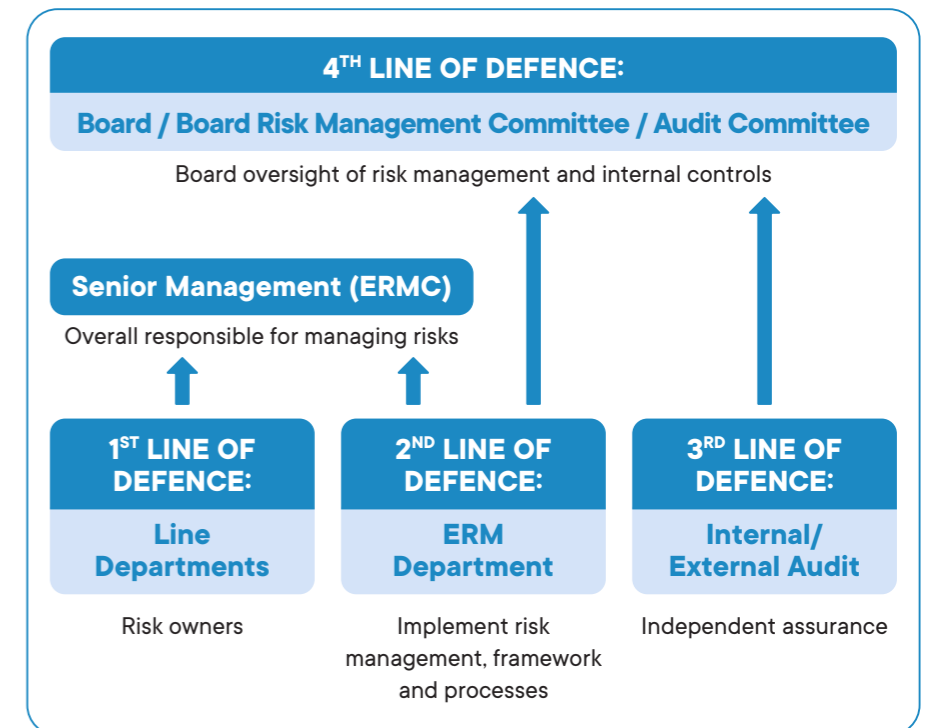 4TH LINE OF DEFENCE:
Board / Board Risk Management Committee / Audit Committee
Board oversight of risk management and internal controls
Senior Management (ERMC)
Overall responsible for managing risks
1ST LINE OF
DEFENCE:
Line
Departments
Risk owners
2ND LINE OF
DEFENCE:
ERM
Department
Implement risk
management, framework
and processes
3RD LINE OF
DEFENCE:
Internal/
External Audit
Independent assurance